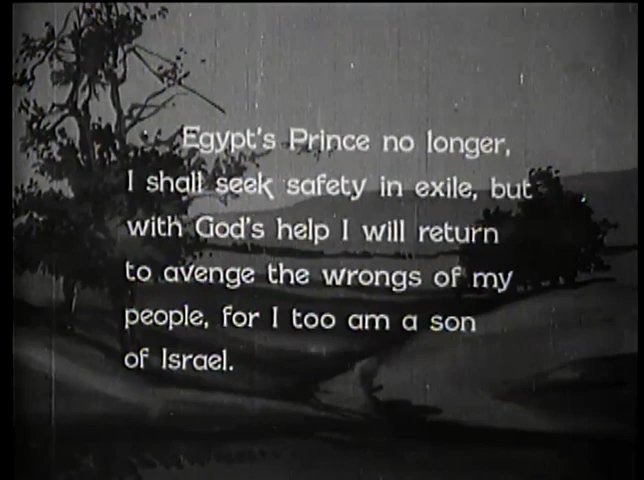 Egypt's Prince no longer,
I shall seek safety in exile, but
with God's help I will return
to avenge the wrongs of my
people, for I too am a son
of Israel.